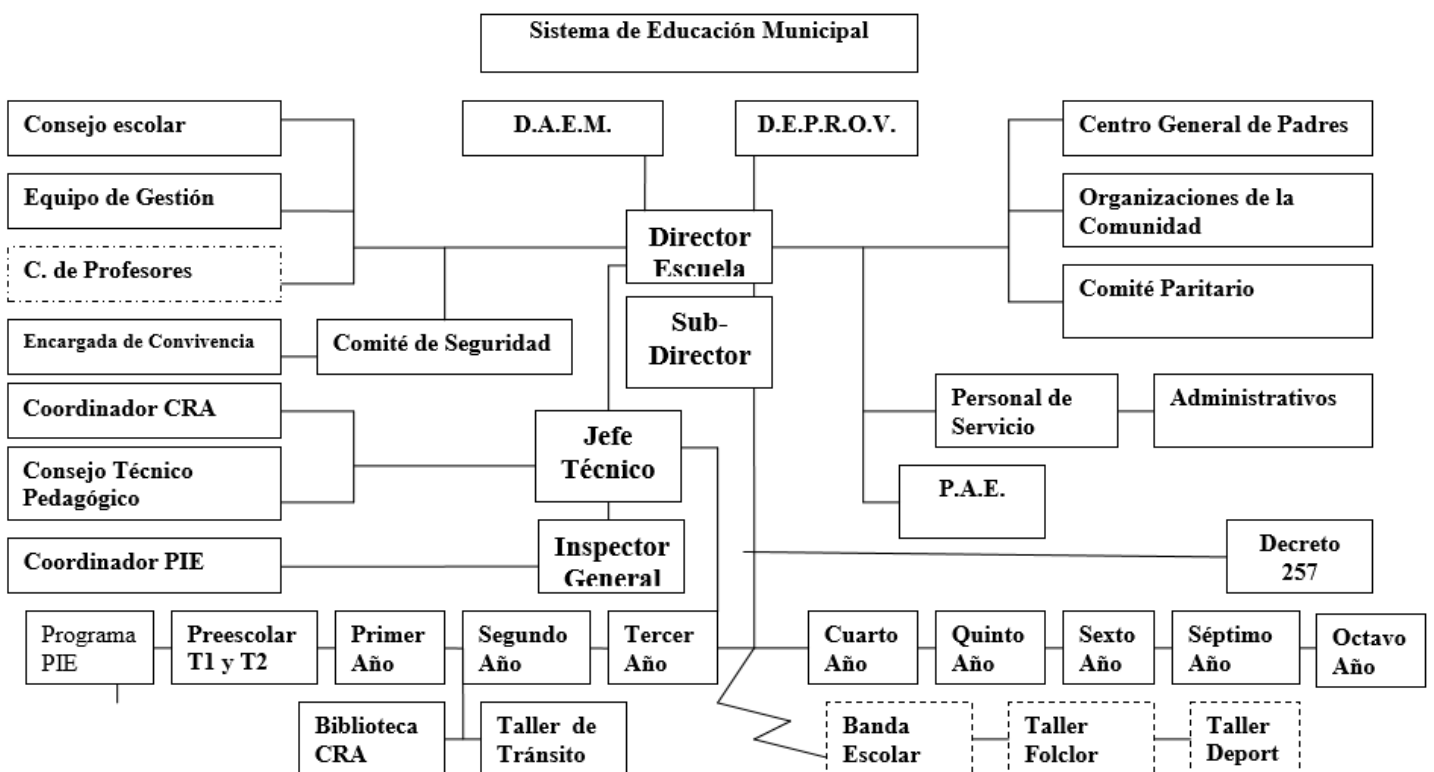 Sistema de Educación Municipal
Consejo escolar
D.A.E.M.
D.E.P.R.O.V.
Centro General de Padres
Equipo de Gestión
Organizaciones de la
Comunidad
Director
Escuela
C. de Profesores
Comité Paritario
Encargada de Convivencia
Comité de Seguridad
Sub-
Director
Coordinador CRA
Personal de
Servicio
Administrativos
Jefe
Técnico
Consejo Técnico
Pedagógico
P.A.E.
Coordinador PIE
Inspector
General
Decreto
257
Programa
PIE
Preescolar
T1 y T2
Primer
Año
Segundo
Año
Tercer
Año
Cuarto
Año
Quinto
Año
Sexto
Año
Séptimo
Año
Octavo
Año
Biblioteca
CRA
Taller de
Tránsito
Banda
Escolar
Taller
Folclor
Taller
Deport